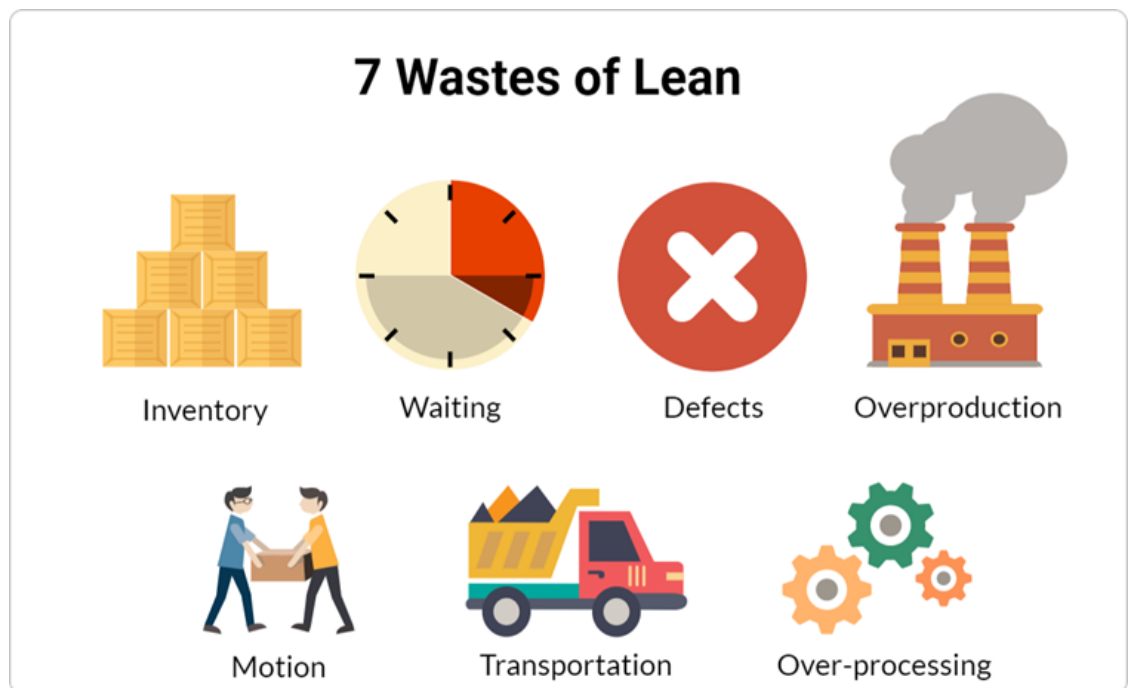 7 Wastes of Lean
Inventory
Waiting
Defects
Overproduction
Motion
Transportation
Over-processing